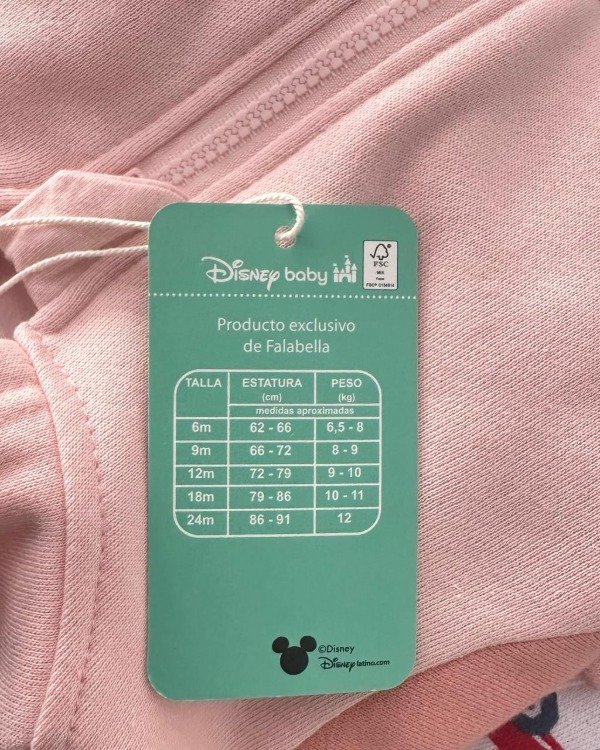 Disney baby
FSC
MIX
Producto exclusivo
de Falabella
TALLA ESTATURA PESO
(cm) (kg)
medidas aproximadas
6m 62 - 66 6,5 - 8
9m 66 - 72 8 - 9
12m 72 - 79 9 - 10
18m 79 - 86 10 - 11
24m 86 - 91 12
©Disney
Disneylatino.com